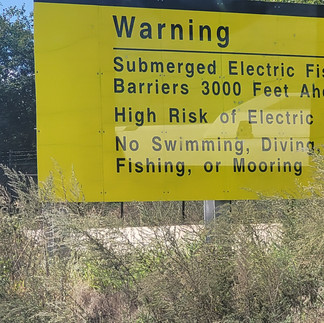 Warning
Submerged Electric Fis
Barriers 3000 Feet Ahe
High Risk of Electric
No Swimming, Diving,
Fishing, or Mooring